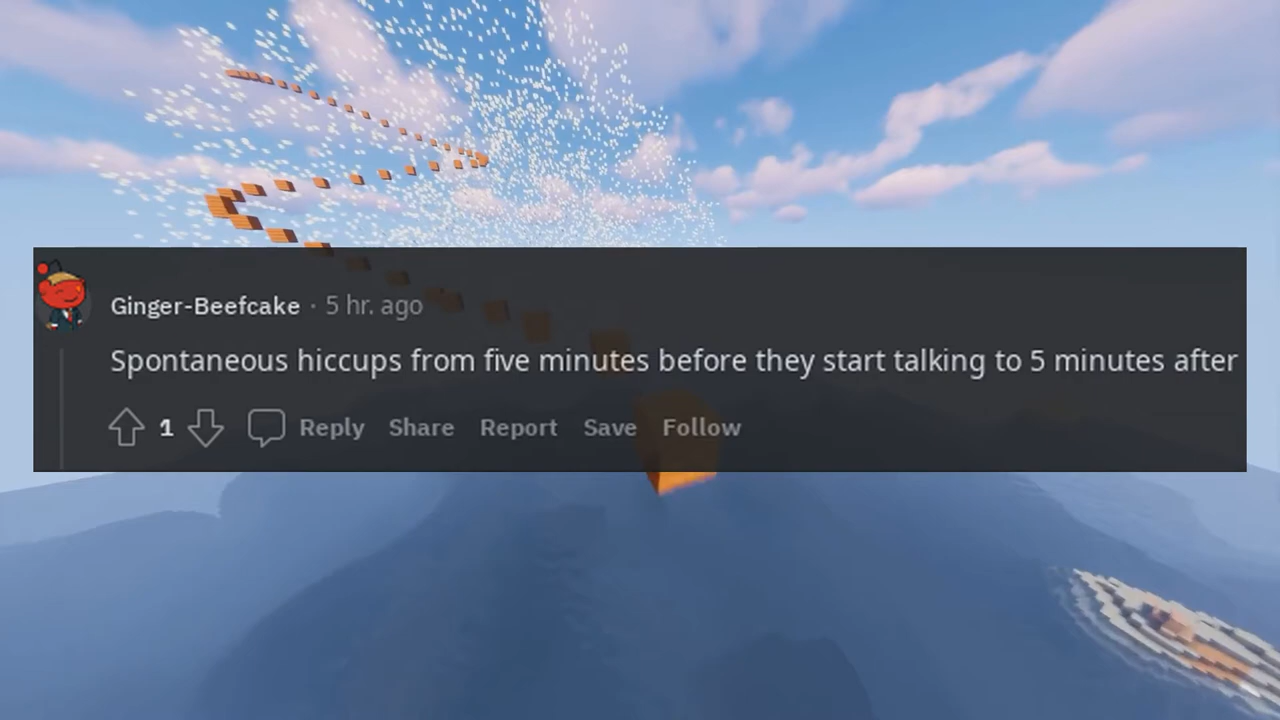 Ginger-Beefcake · 5 hr. ago
Spontaneous hiccups from five minutes before they start talking to 5 minutes after
1 Reply Share Report Save Follow